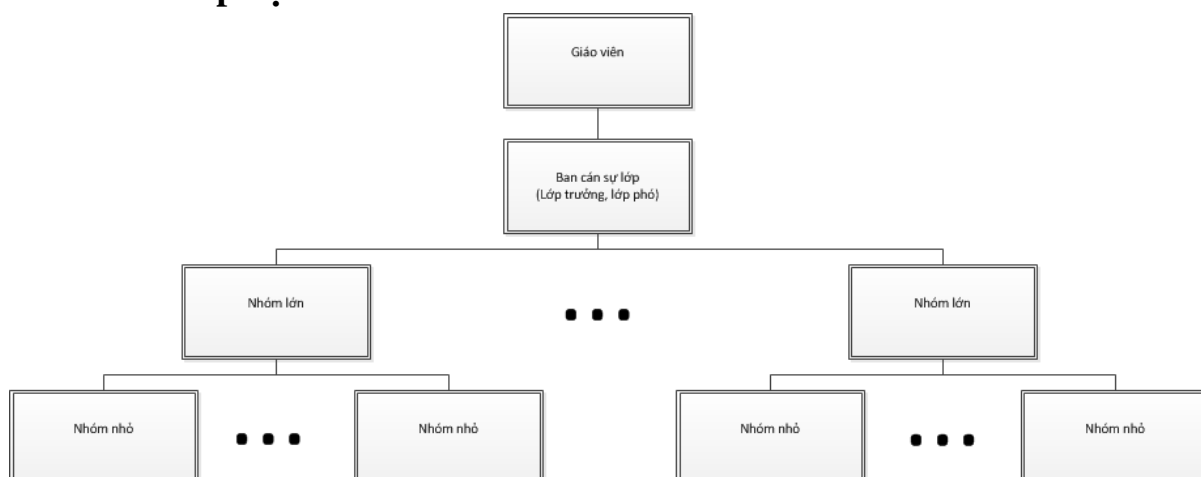 Giáo viên
Ban cán sự lớp
(Lớp trưởng, lớp phó)
Nhóm lớn
Nhóm lớn
Nhóm nhỏ
Nhóm nhỏ
Nhóm nhỏ
Nhóm nhỏ